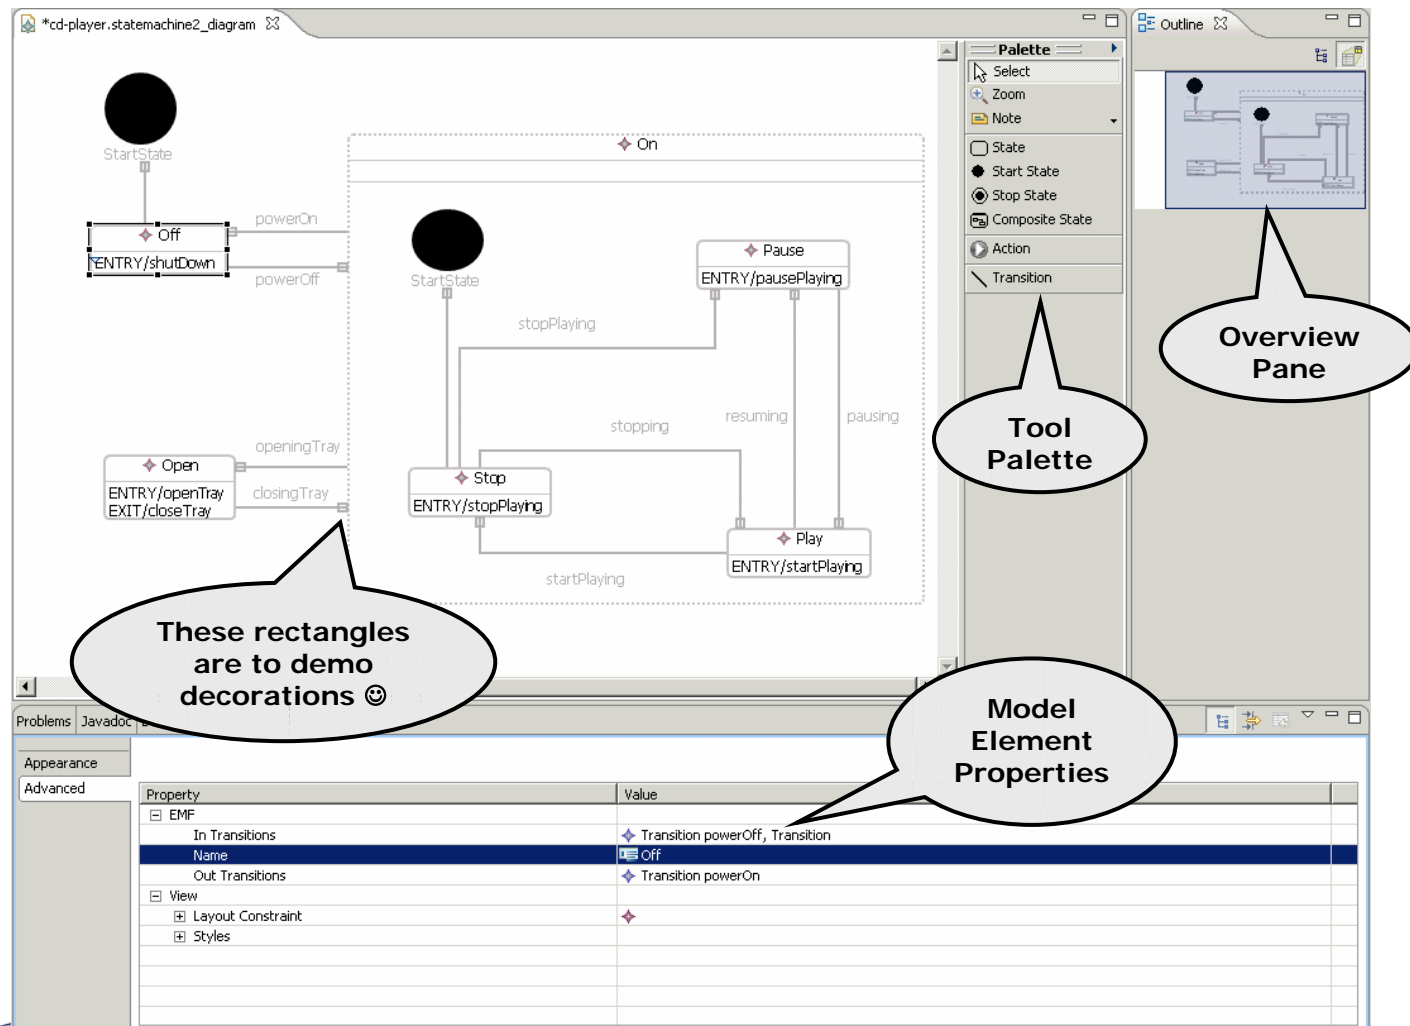 *cd-player.statemachine2_diagram
Outline
Palette
Select
Zoom
Note
State
Start State
Stop State
Composite State
Action
Transition
StartState
On
powerOn
Off
ENTRY/shutDown
powerOff
StartState
Pause
ENTRY/pausePlaying
stopPlaying
resuming
pausing
stopping
openingTray
Open
ENTRY/openTray
EXIT/closeTray
closingTray
Stop
ENTRY/stopPlaying
Play
ENTRY/startPlaying
startPlaying
Overview
Pane
Tool
Palette
These rectangles
are to demo
decorations ☺
Model
Element
Properties
Problems Javadoc
Appearance
Advanced
Property Value
EMF
In Transitions Transition powerOff, Transition
Name Off
Out Transitions Transition powerOn
View
Layout Constraint
Styles